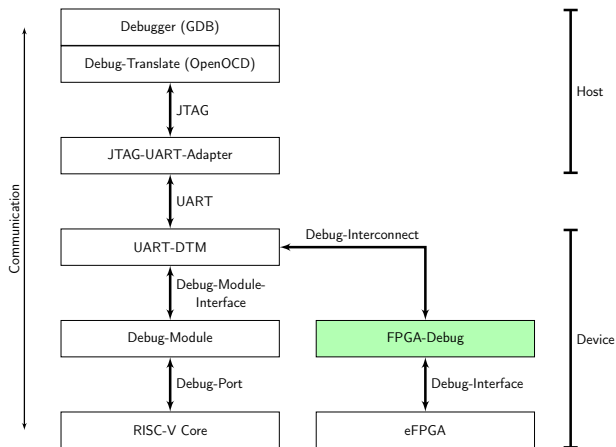 Debugger (GDB)
Debug-Translate (OpenOCD)
JTAG
Host
JTAG-UART-Adapter
Communication
UART
Debug-Interconnect
UART-DTM
Debug-Module-
Interface
Debug-Module
FPGA-Debug
Device
Debug-Port
Debug-Interface
RISC-V Core
eFPGA